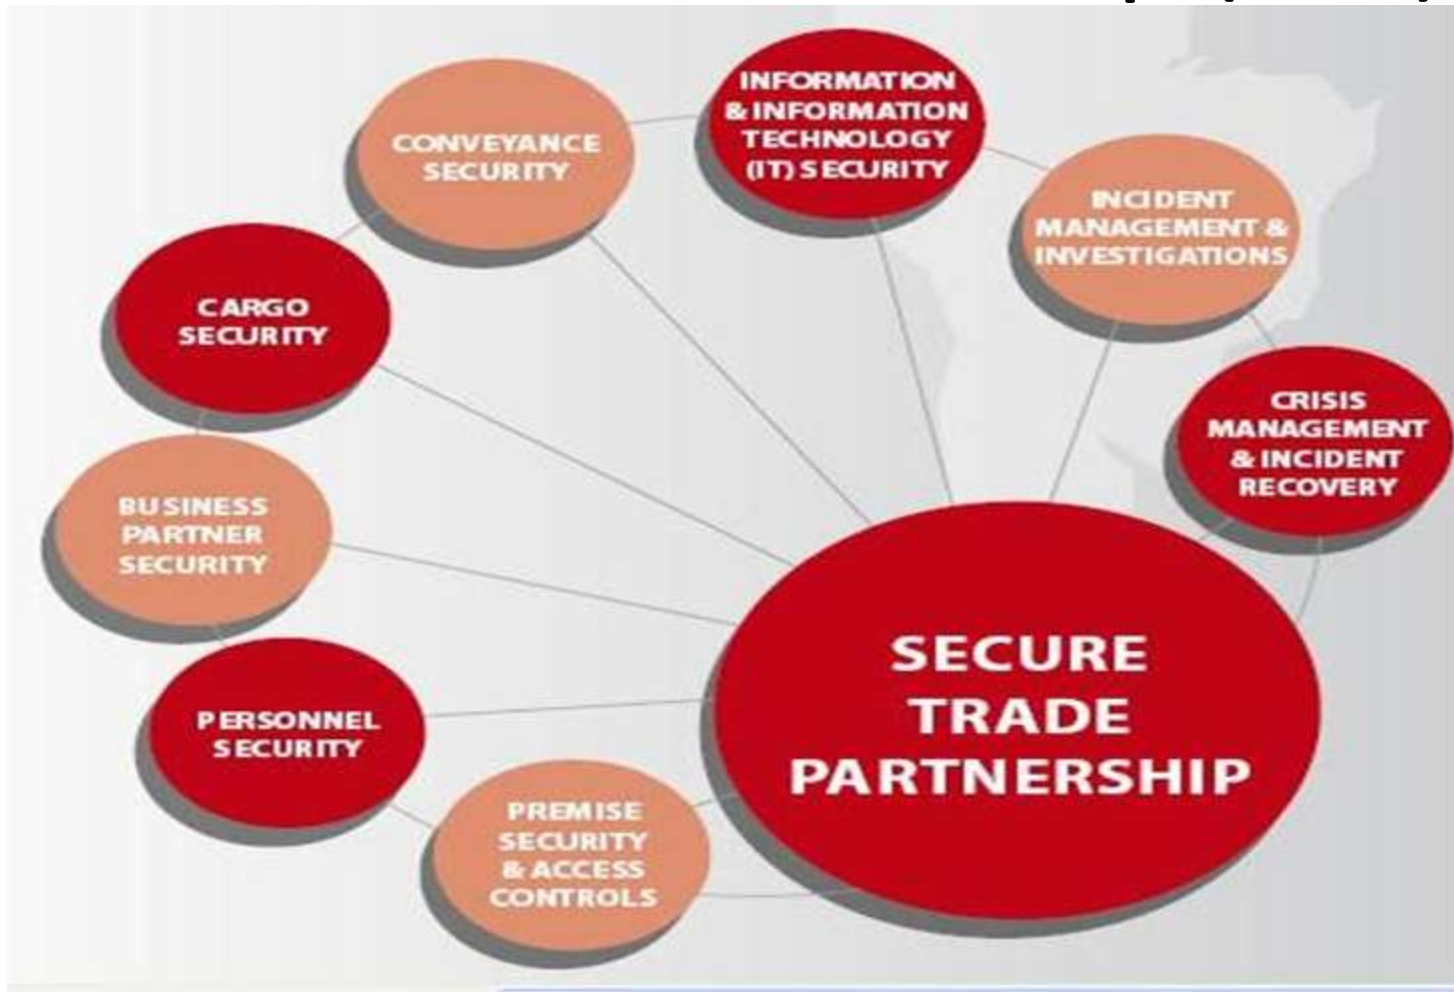 INFORMATION
& INFORMATION
TECHNOLOGY
(IT) SECURITY
CONVEYANCE
SECURITY
INCIDENT
MANAGEMENT &
INVESTIGATIONS
CARGO
SECURITY
CRISIS
MANAGEMENT
& INCIDENT
RECOVERY
BUSINESS
PARTNER
SECURITY
SECURE
TRADE
PARTNERSHIP
PERSONNEL
SECURITY
PREMISE
SECURITY
& ACCESS
CONTROLS